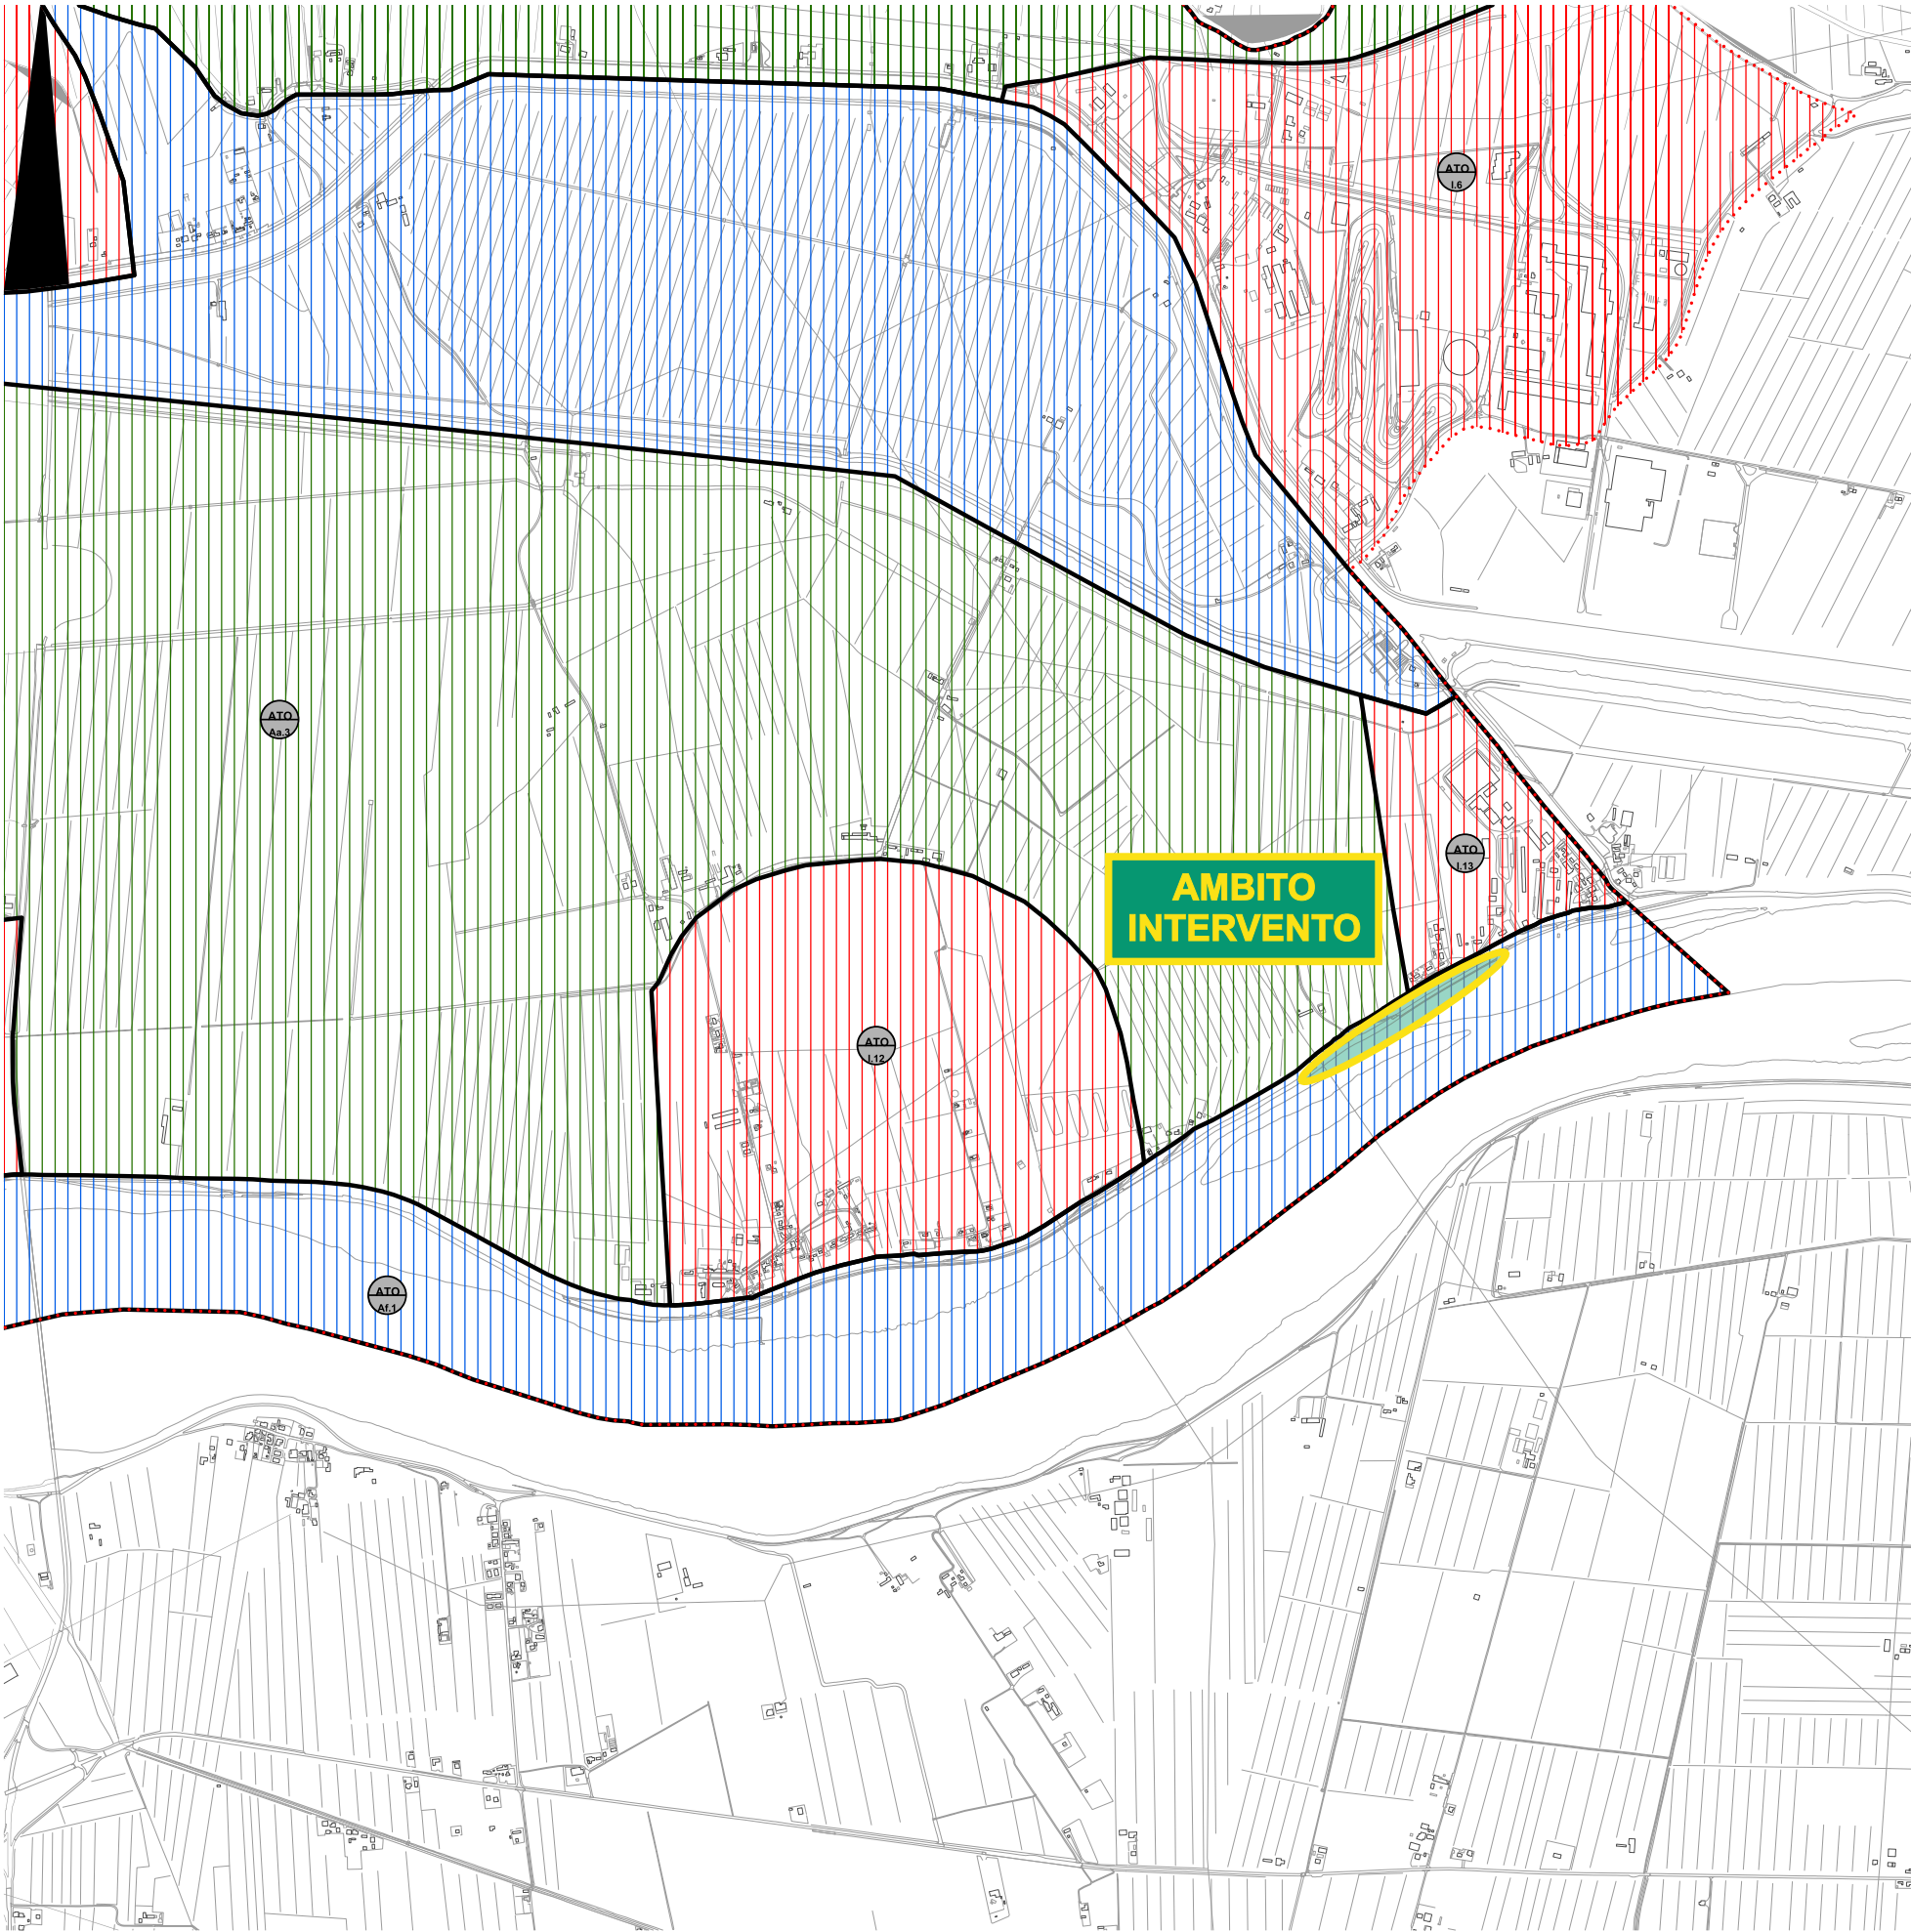 ATO
I.6
ATO
Aa.3
ATO
I.13
AMBITO
INTERVENTO
ATO
I.12
ATO
Af.1